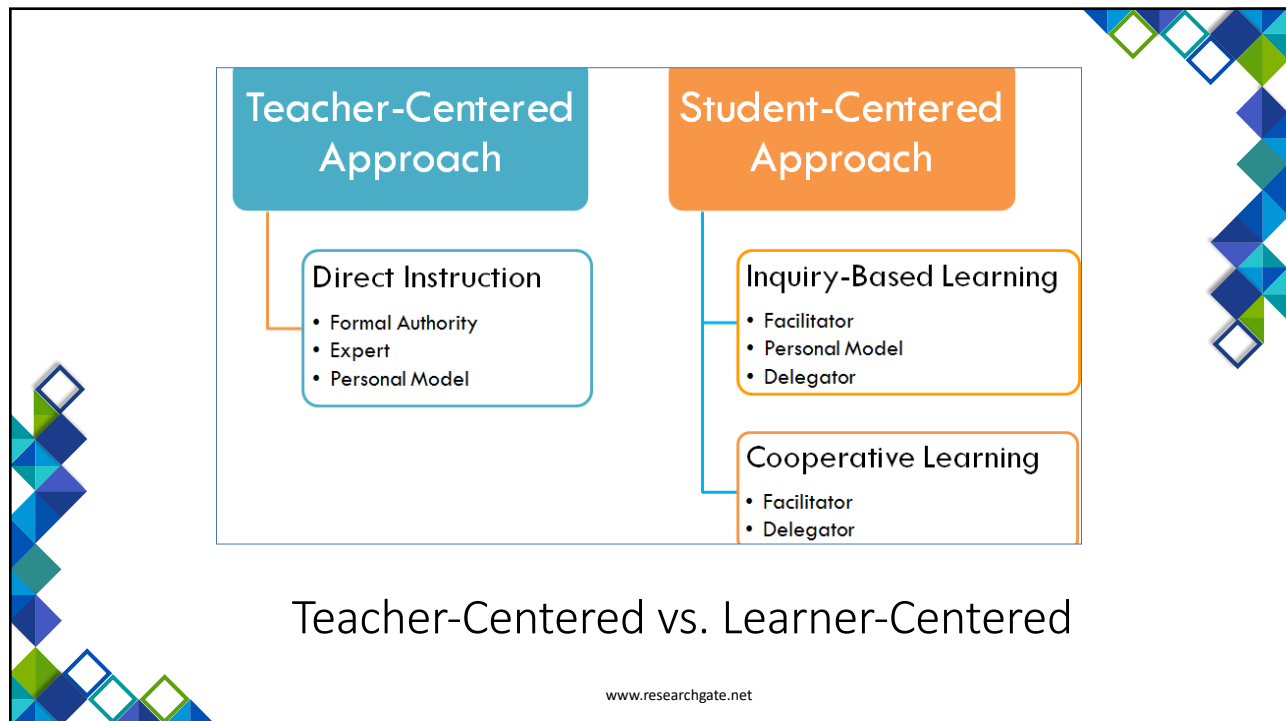 Teacher-Centered
Approach
Direct Instruction
• Formal Authority
• Expert
• Personal Model
Student-Centered
Approach
Inquiry-Based Learning
• Facilitator
• Personal Model
• Delegator
Cooperative Learning
• Facilitator
• Delegator
Teacher-Centered vs. Learner-Centered
www.researchgate.net